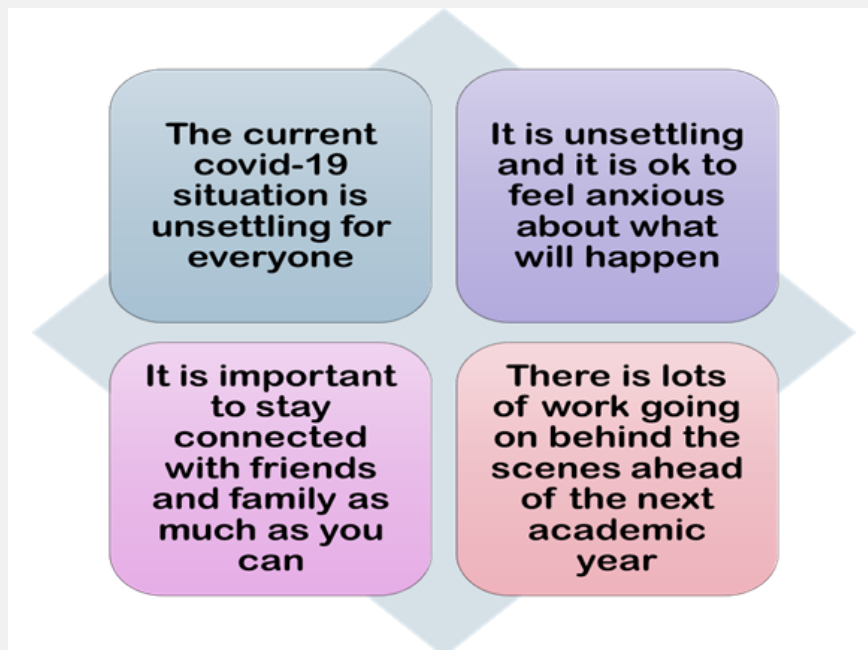 The current
covid-19
situation is
unsettling for
everyone
It is unsettling
and it is ok to
feel anxious
about what
will happen
It is important
to stay
connected
with friends
and family as
much as you
can
There is lots
of work going
on behind the
scenes ahead
of the next
academic
year